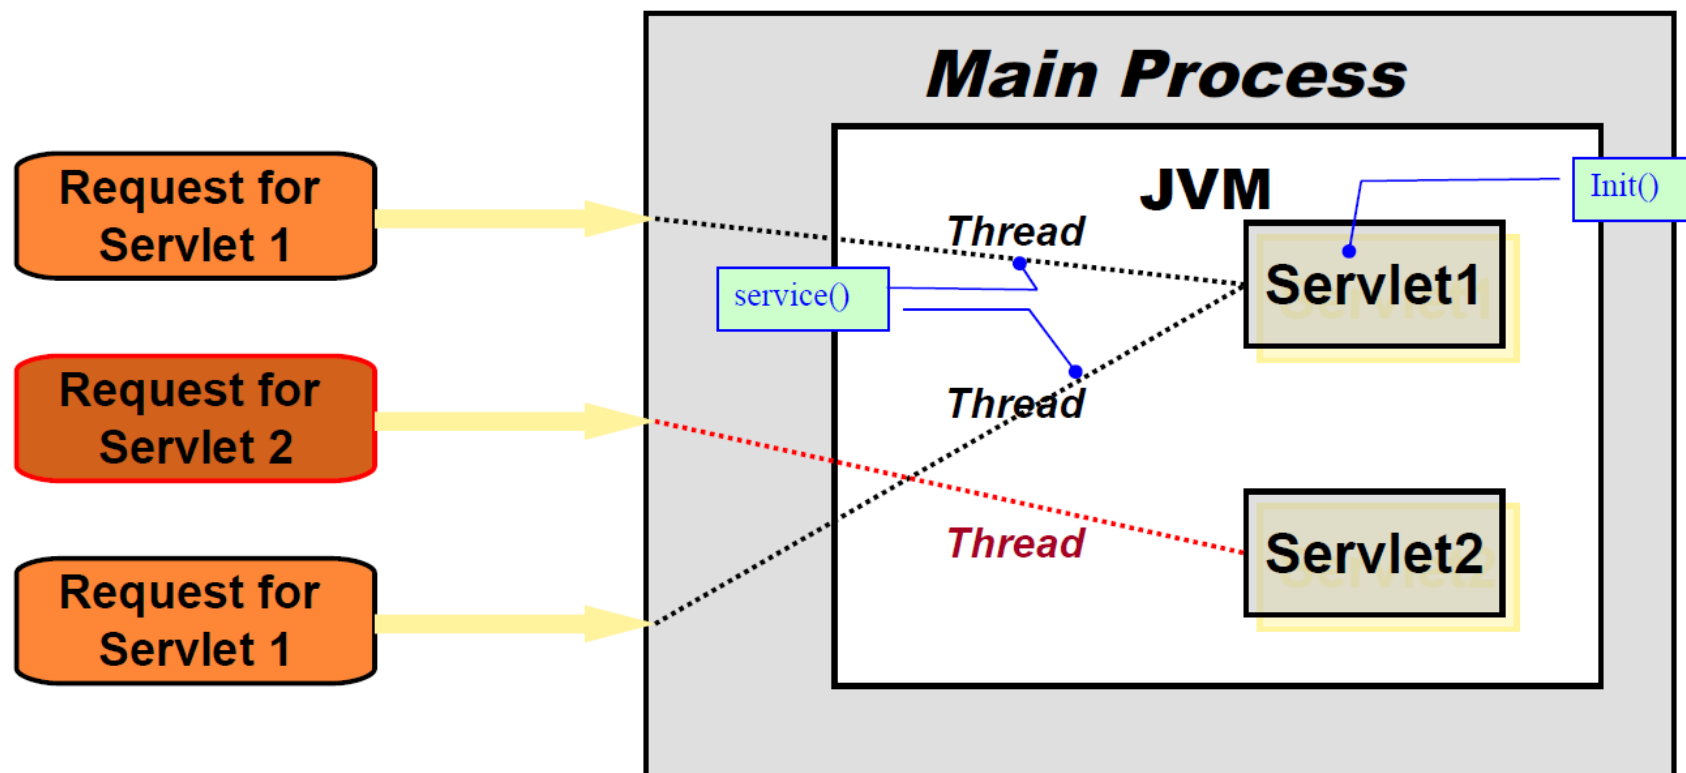 Main Process
Request for
Servlet 1
JVM
Init()
Thread
service()
Servlet1
Request for
Servlet 2
Thread
Thread
Servlet2
Request for
Servlet 1